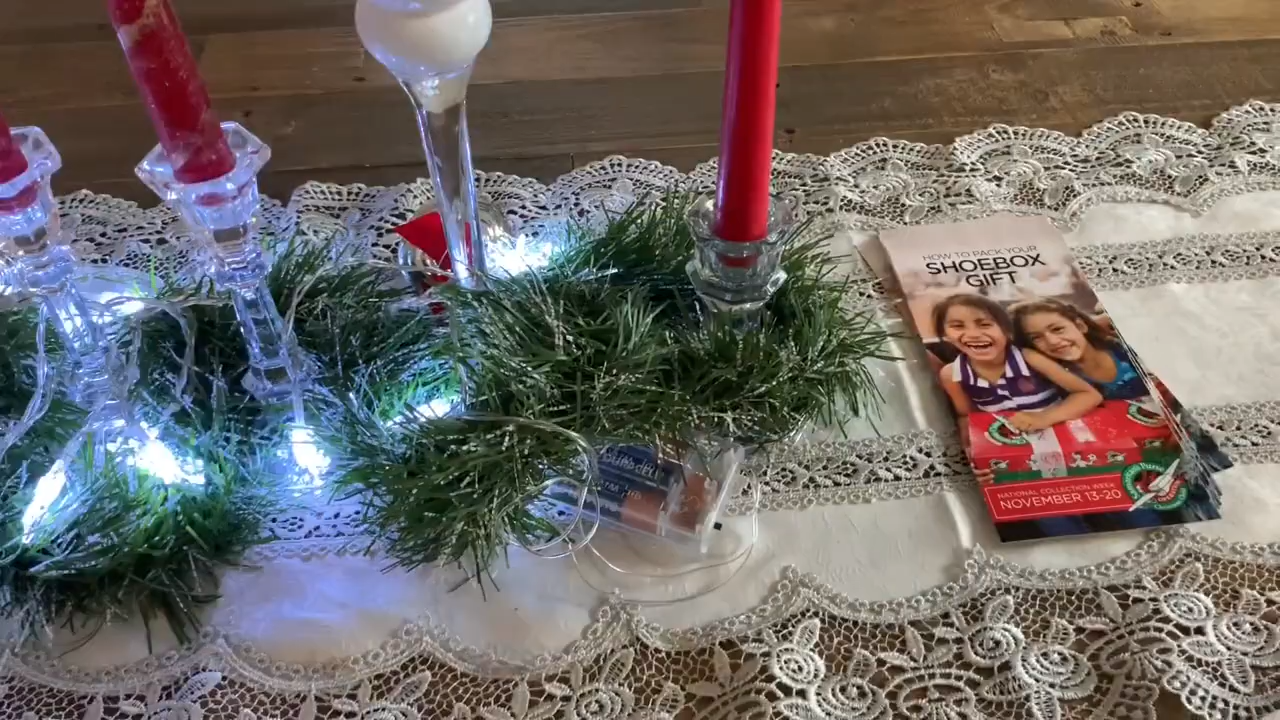 HOW TO PACK YOUR
SHOEBOX
GIFT
NATIONAL COLLECTION WEEK
NOVEMBER 13-20